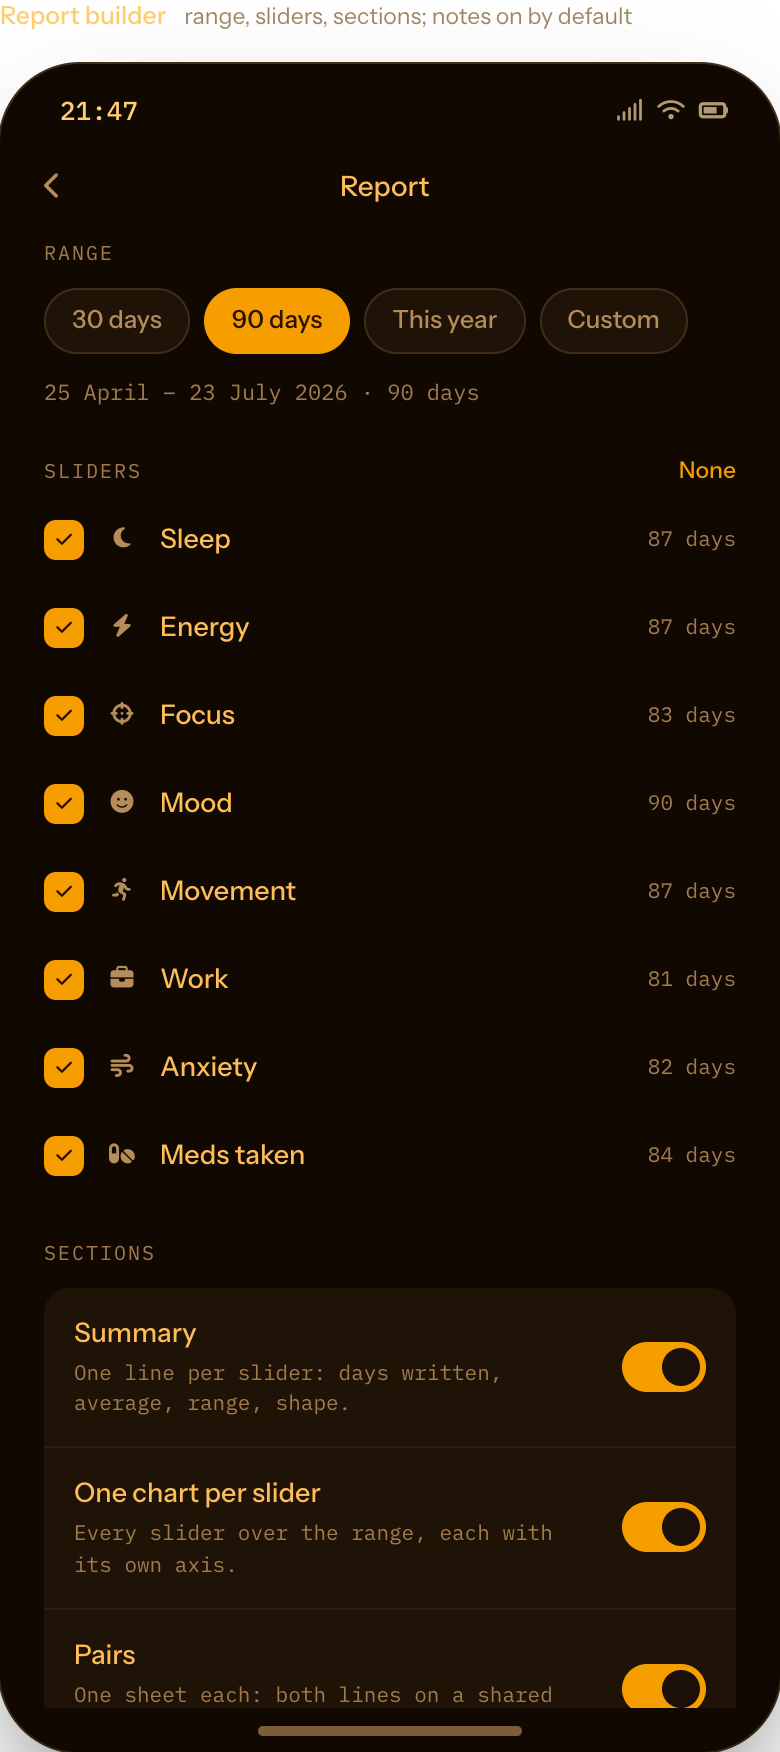 Report builder range, sliders, sections; notes on by default
21:47
Report
RANGE
30 days 90 days This year Custom
25 April – 23 July 2026 · 90 days
SLIDERS None
Sleep 87 days
Energy 87 days
Focus 83 days
Mood 90 days
Movement 87 days
Work 81 days
Anxiety 82 days
Meds taken 84 days
SECTIONS
Summary
One line per slider: days written,
average, range, shape.
One chart per slider
Every slider over the range, each with
its own axis.
Pairs
One sheet each: both lines on a shared